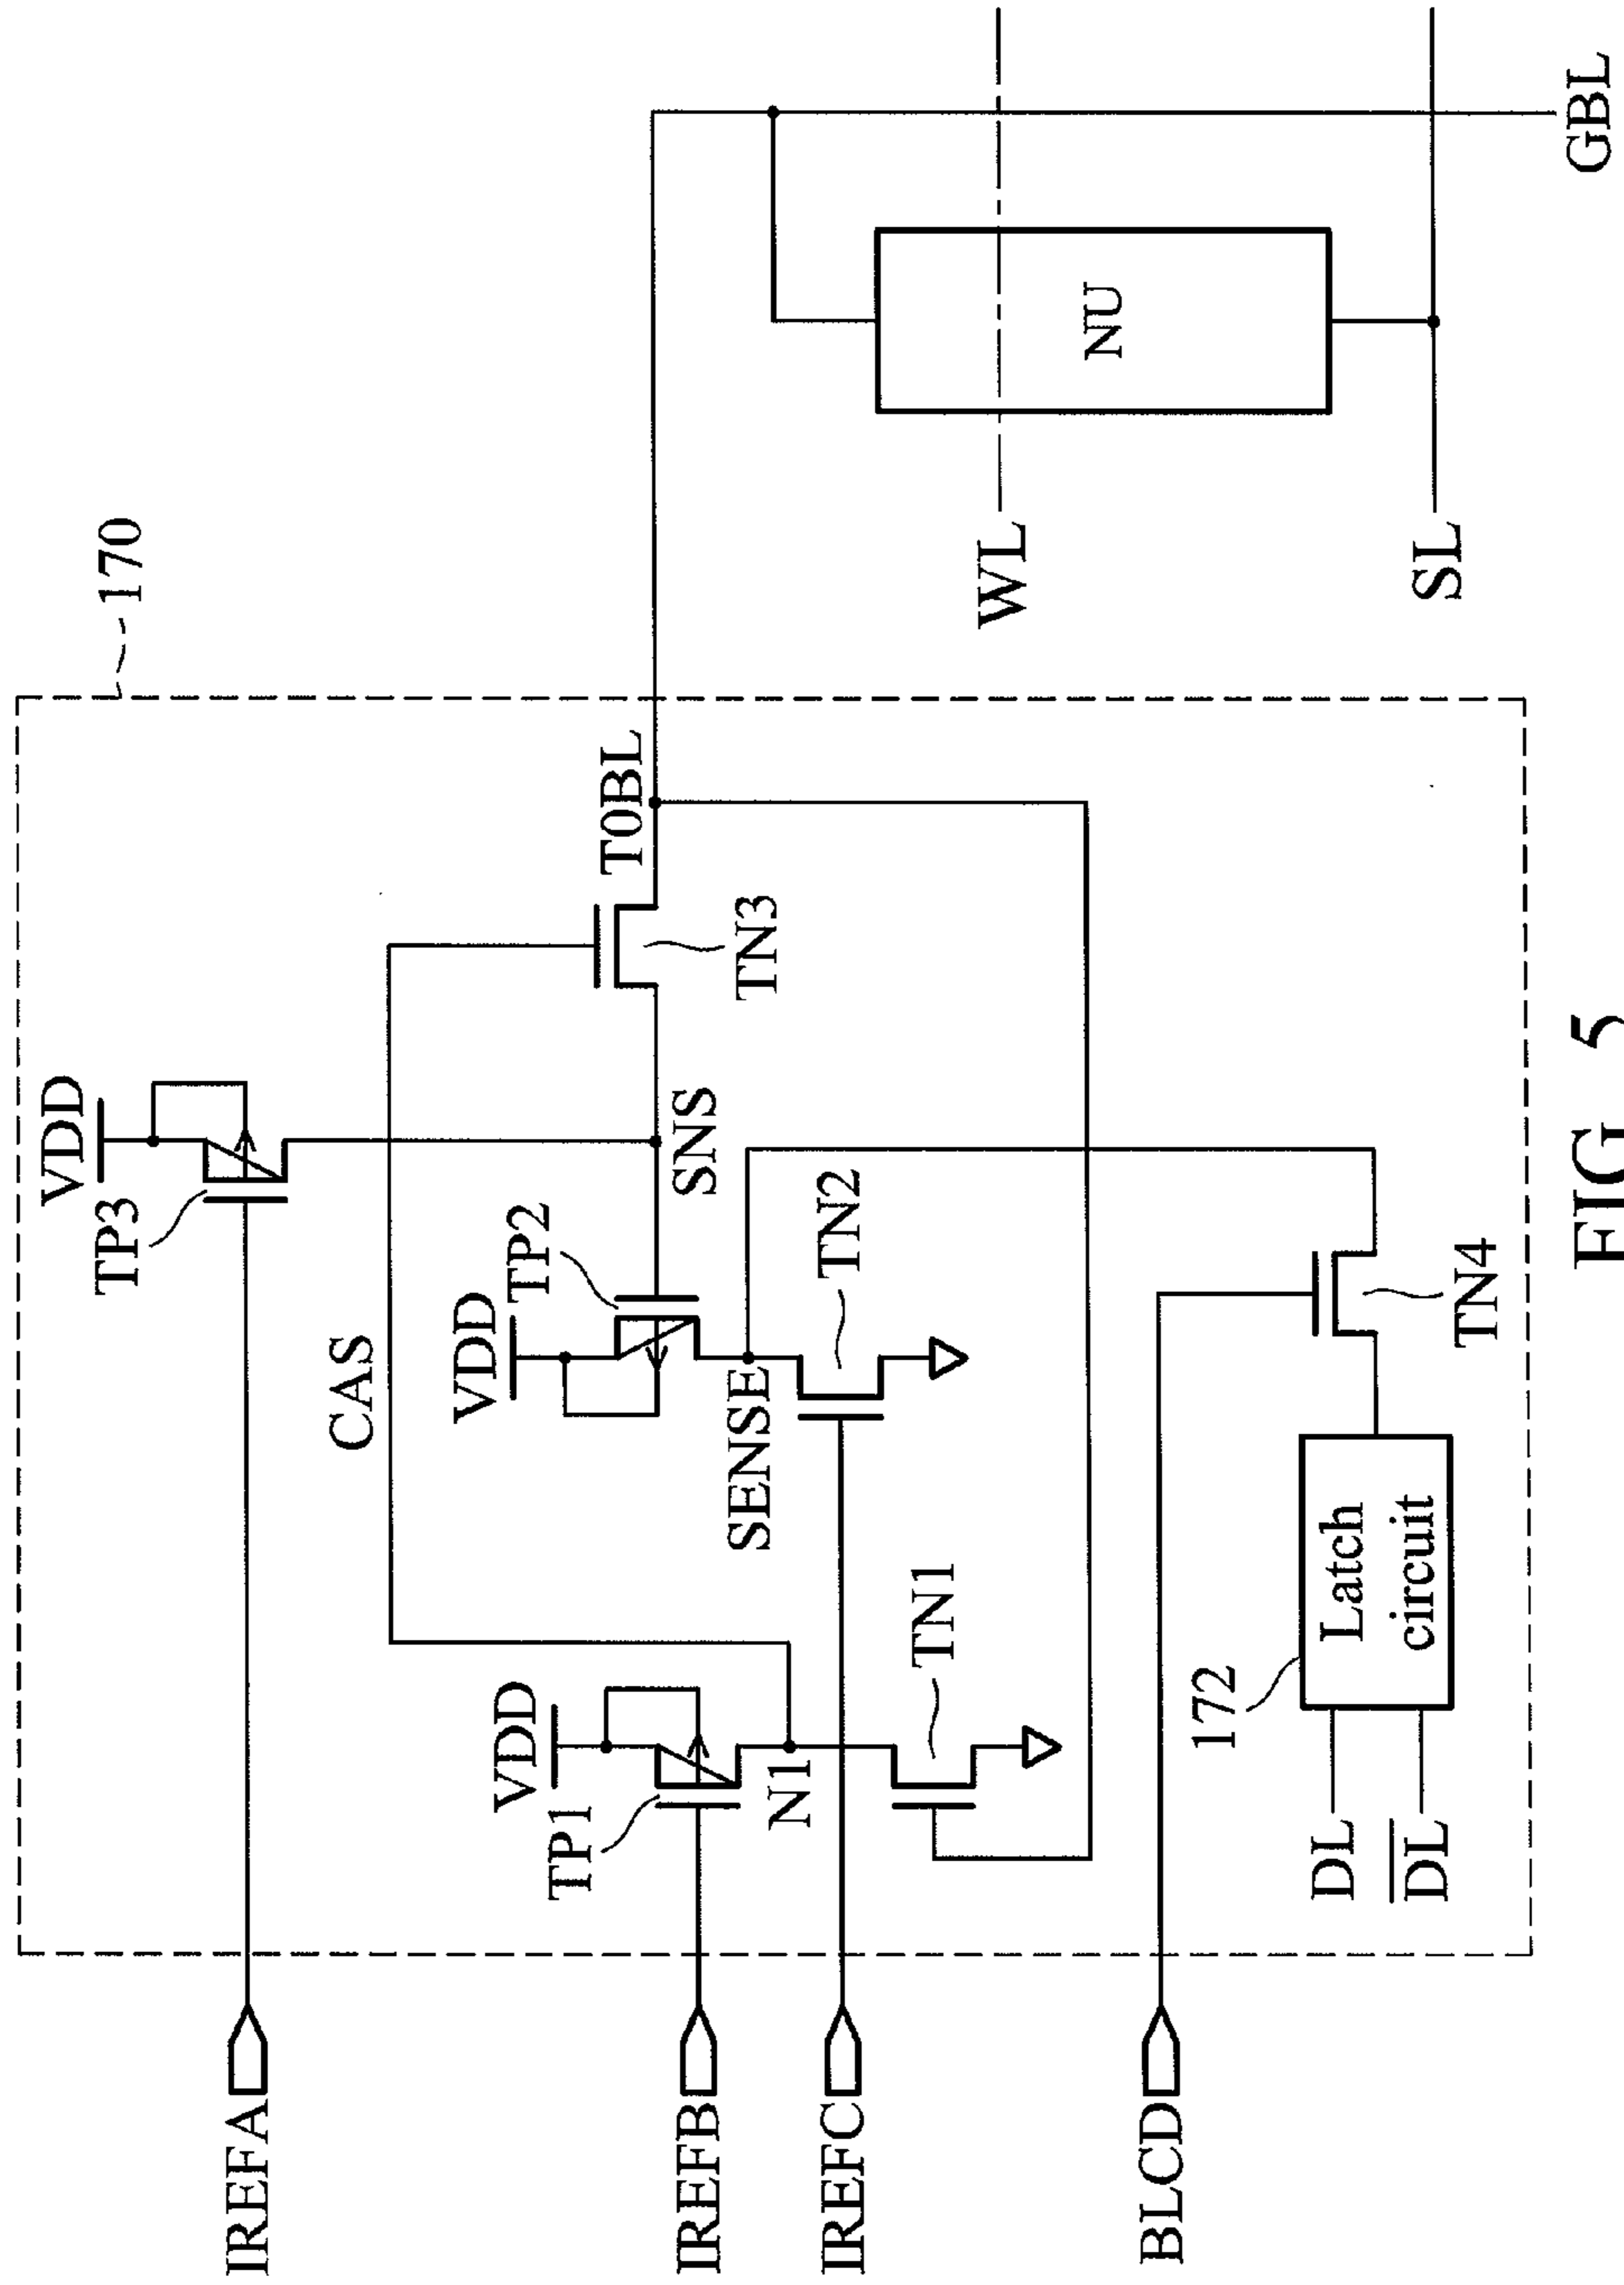 170
VDD
TP3
IREFA
CAS
VDD
TP2
T0BL
SNS
TN3
VDD
TP1
IREFB
N1
SENSE
TN2
IREFC
TN1
WL
NU
BLCD
172
Latch
circuit
TN4
DL
DL
SL
GBL
FIG. 5